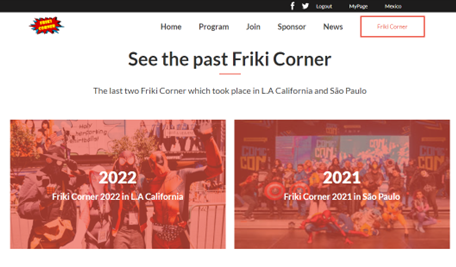 Logout MyPage Mexico
FRIKI
CORNER
Home Program Join Sponsor News Friki Corner
See the past Friki Corner
The last two Friki Corner which took place in L.A California and São Paulo
2022
Friki Corner 2022 in L.A California
2021
Friki Corner 2021 in São Paulo